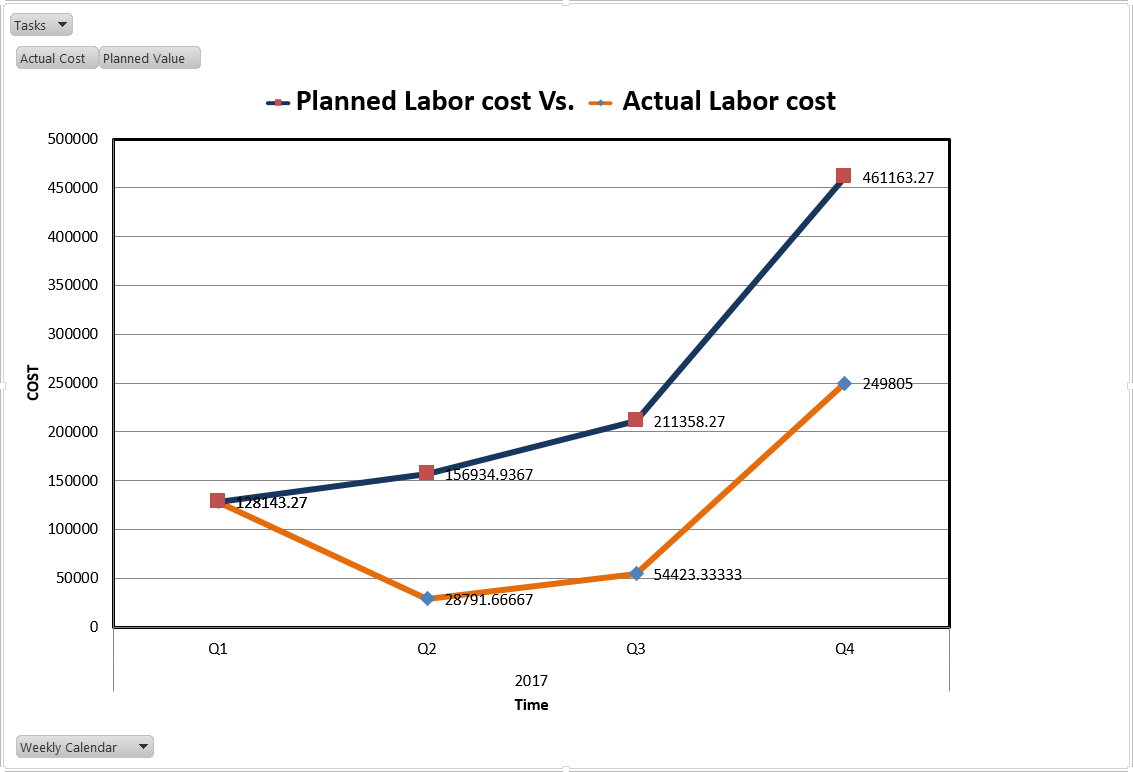 Tasks
Actual Cost Planned Value
Planned Labor cost Vs. Actual Labor cost
500000
450000
461163.27
400000
350000
300000
COST
250000
249805
200000
211358.27
150000
156934.9367
128143.27
100000
50000
54423.33333
28791.66667
0
Q1 Q2 Q3 Q4
2017
Time
Weekly Calendar